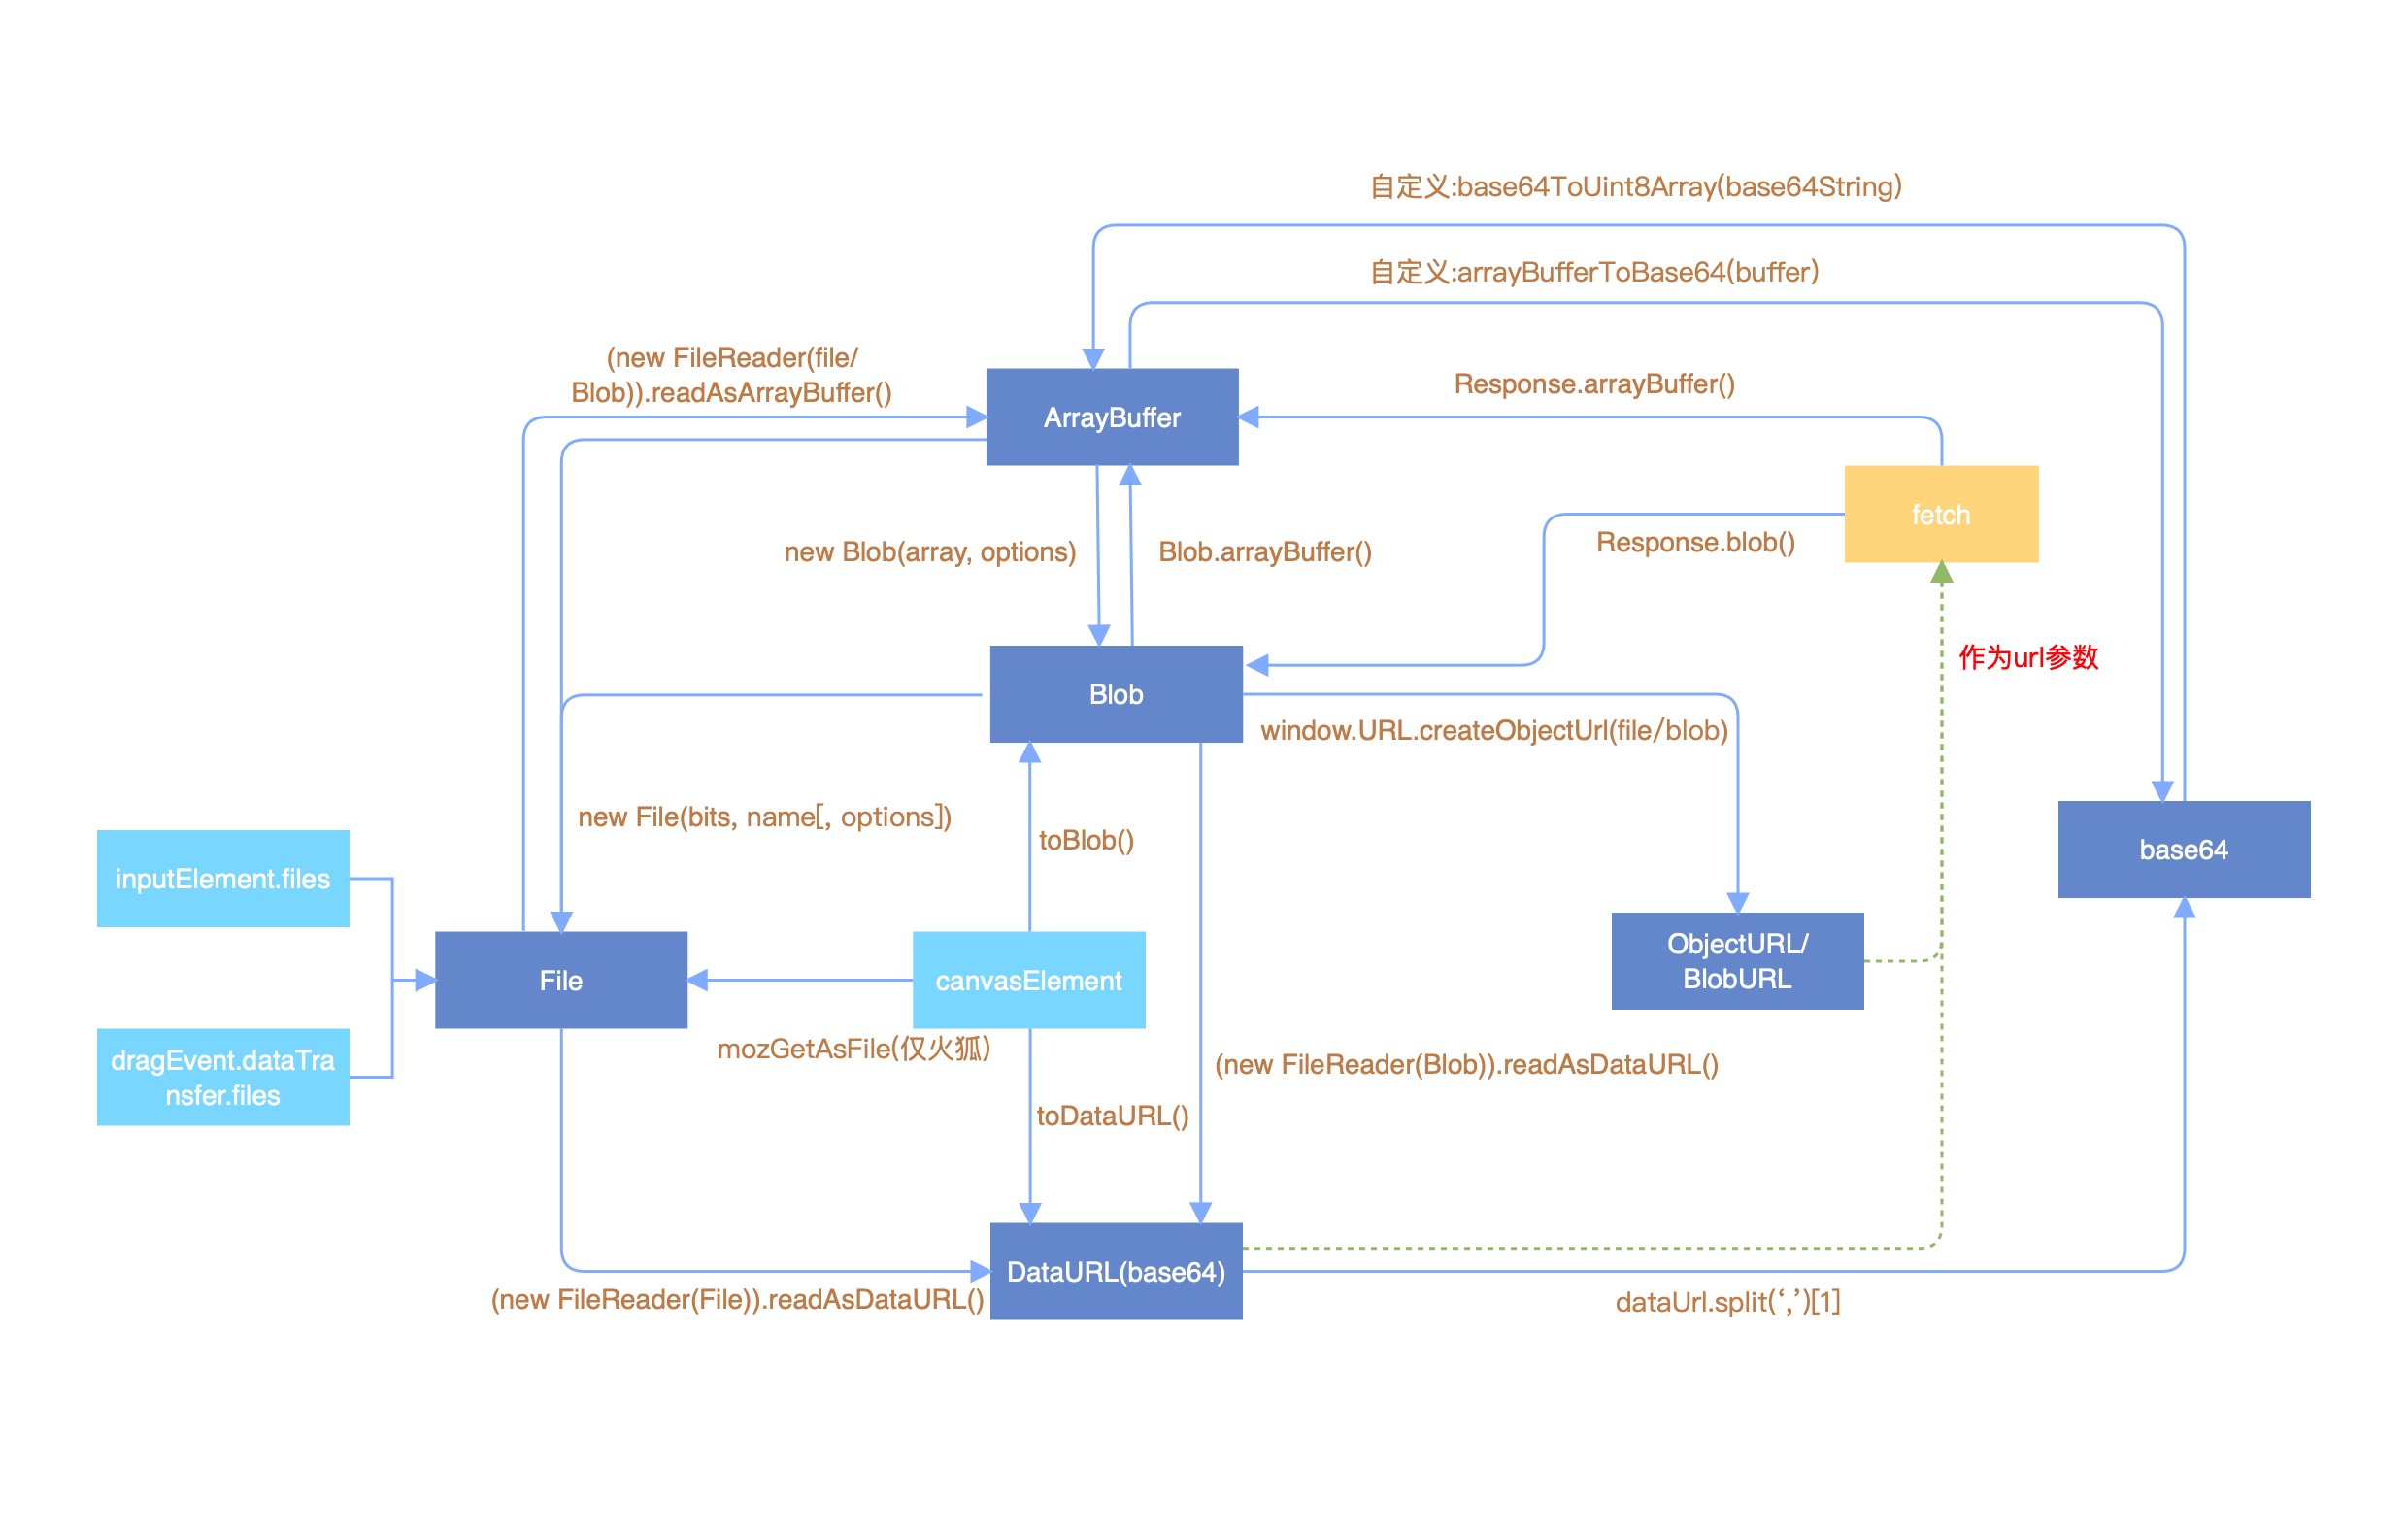 自定义:base64ToUint8Array(base64String)
自定义:arrayBufferToBase64(buffer)
(new FileReader(file/
Blob)).readAsArrayBuffer()
Response.arrayBuffer()
ArrayBuffer
fetch
new Blob(array, options)
Blob.arrayBuffer()
Response.blob()
作为url参数
Blob
window.URL.createObjectUrl(file/blob)
new File(bits, name[, options])
toBlob()
base64
inputElement.files
ObjectURL/
BlobURL
File
canvasElement
mozGetAsFile(仅火狐)
dragEvent.dataTra
nsfer.files
(new FileReader(Blob)).readAsDataURL()
toDataURL()
DataURL(base64)
(new FileReader(File)).readAsDataURL()
dataUrl.split(‘,’)[1]